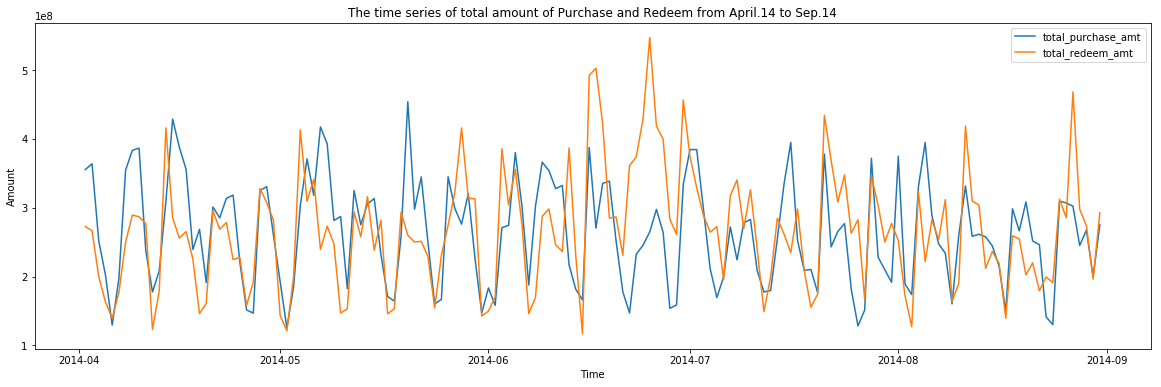 The time series of total amount of Purchase and Redeem from April.14 to Sep.14
1e8
total_purchase_amt
total_redeem_amt
5
4
3
2
1
Amount
2014-04 2014-05 2014-06 2014-07 2014-08 2014-09
Time